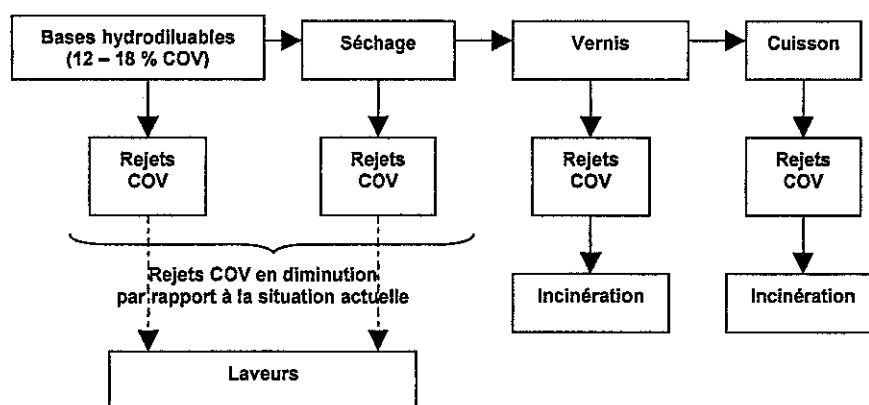 Bases hydrodiluables
(12 – 18 % COV)
Séchage
Vernis
Cuisson
Rejets
COV
Rejets
COV
Rejets
COV
Rejets
COV
Rejets COV en diminution
par rapport à la situation actuelle
Incinération
Incinération
Laveurs